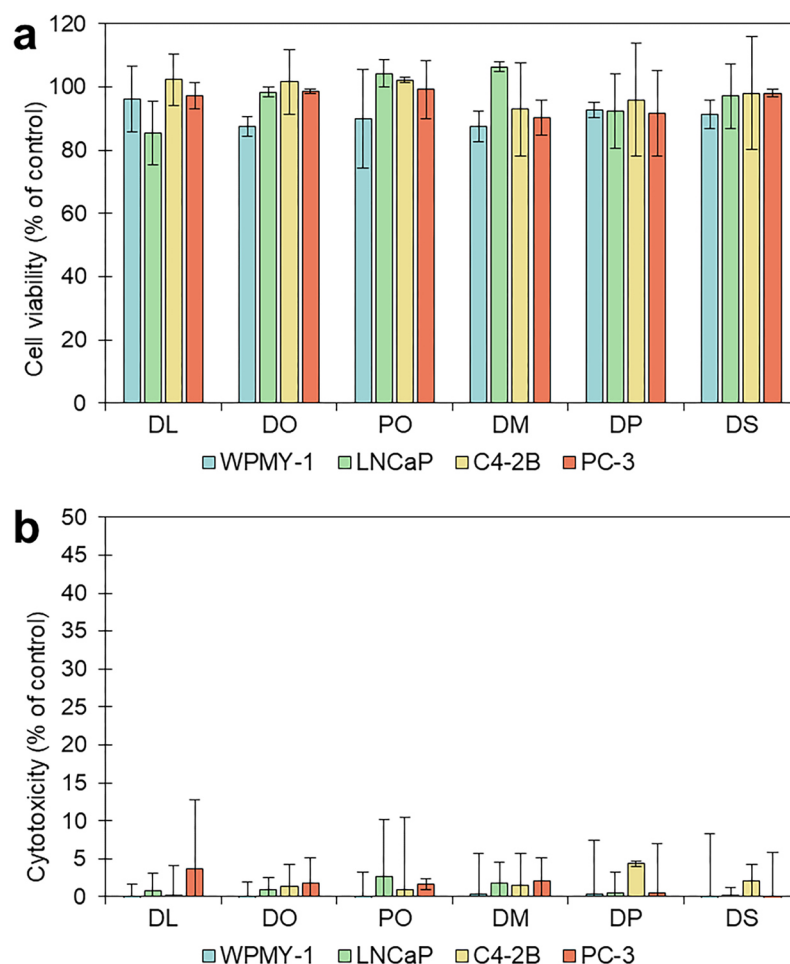 a
Cell viability (% of control)
120
100
80
60
40
20
0
DL DO PO DM DP DS
WPMY-1 LNCaP C4-2B PC-3
b
Cytotoxicity (% of control)
50
45
40
35
30
25
20
15
10
5
0
DL DO PO DM DP DS
WPMY-1 LNCaP C4-2B PC-3